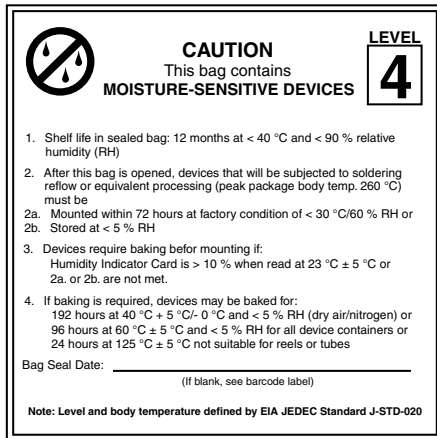 LEVEL
CAUTION
4
This bag contains
MOISTURE-SENSITIVE DEVICES
1. Shelf life in sealed bag: 12 months at < 40 °C and < 90 % relative
humidity (RH)
2. After this bag is opened, devices that will be subjected to soldering
reflow or equivalent processing (peak package body temp. 260 °C)
must be
2a. Mounted within 72 hours at factory condition of < 30 °C/60 % RH or
2b. Stored at < 5 % RH
3. Devices require baking befor mounting if:
Humidity Indicator Card is > 10 % when read at 23 °C ± 5 °C or
2a. or 2b. are not met.
4. If baking is required, devices may be baked for:
192 hours at 40 °C + 5 °C/- 0 °C and < 5 % RH (dry air/nitrogen) or
96 hours at 60 °C ± 5 °C and < 5 % RH for all device containers or
24 hours at 125 °C ± 5 °C not suitable for reels or tubes
Bag Seal Date:
(If blank, see barcode label)
Note: Level and body temperature defined by EIA JEDEC Standard J-STD-020